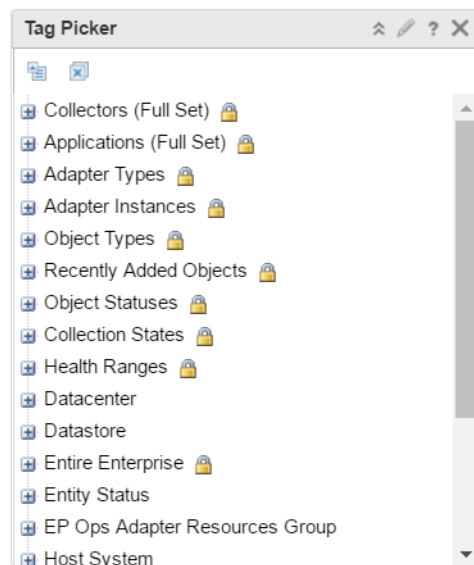 Tag Picker
?
Collectors (Full Set)
Applications (Full Set)
Adapter Types
Adapter Instances
Object Types
Recently Added Objects
Object Statuses
Collection States
Health Ranges
Datacenter
Datastore
Entire Enterprise
Entity Status
EP Ops Adapter Resources Group
Host System